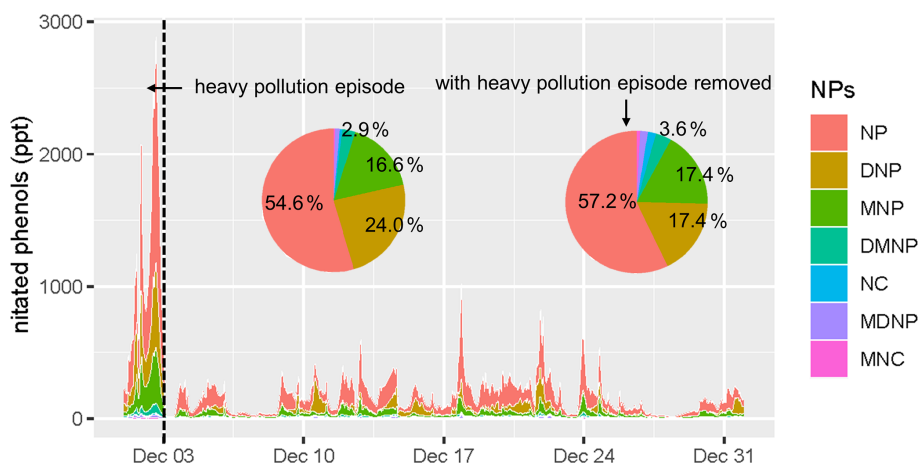 3000
2000
1000
0
nitated phenols (ppt)
heavy pollution episode
with heavy pollution episode removed
2.9 %
16.6 %
54.6 %
24.0 %
3.6 %
17.4 %
57.2 %
17.4 %
Dec 03
Dec 10
Dec 17
Dec 24
Dec 31
NPs
NP
DNP
MNP
DMNP
NC
MDNP
MNC